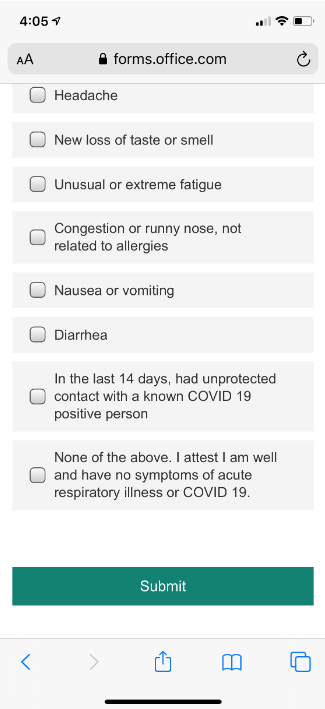 4:05
AA forms.office.com
Headache
New loss of taste or smell
Unusual or extreme fatigue
Congestion or runny nose, not
related to allergies
Nausea or vomiting
Diarrhea
In the last 14 days, had unprotected
contact with a known COVID 19
positive person
None of the above. I attest I am well
and have no symptoms of acute
respiratory illness or COVID 19.
Submit